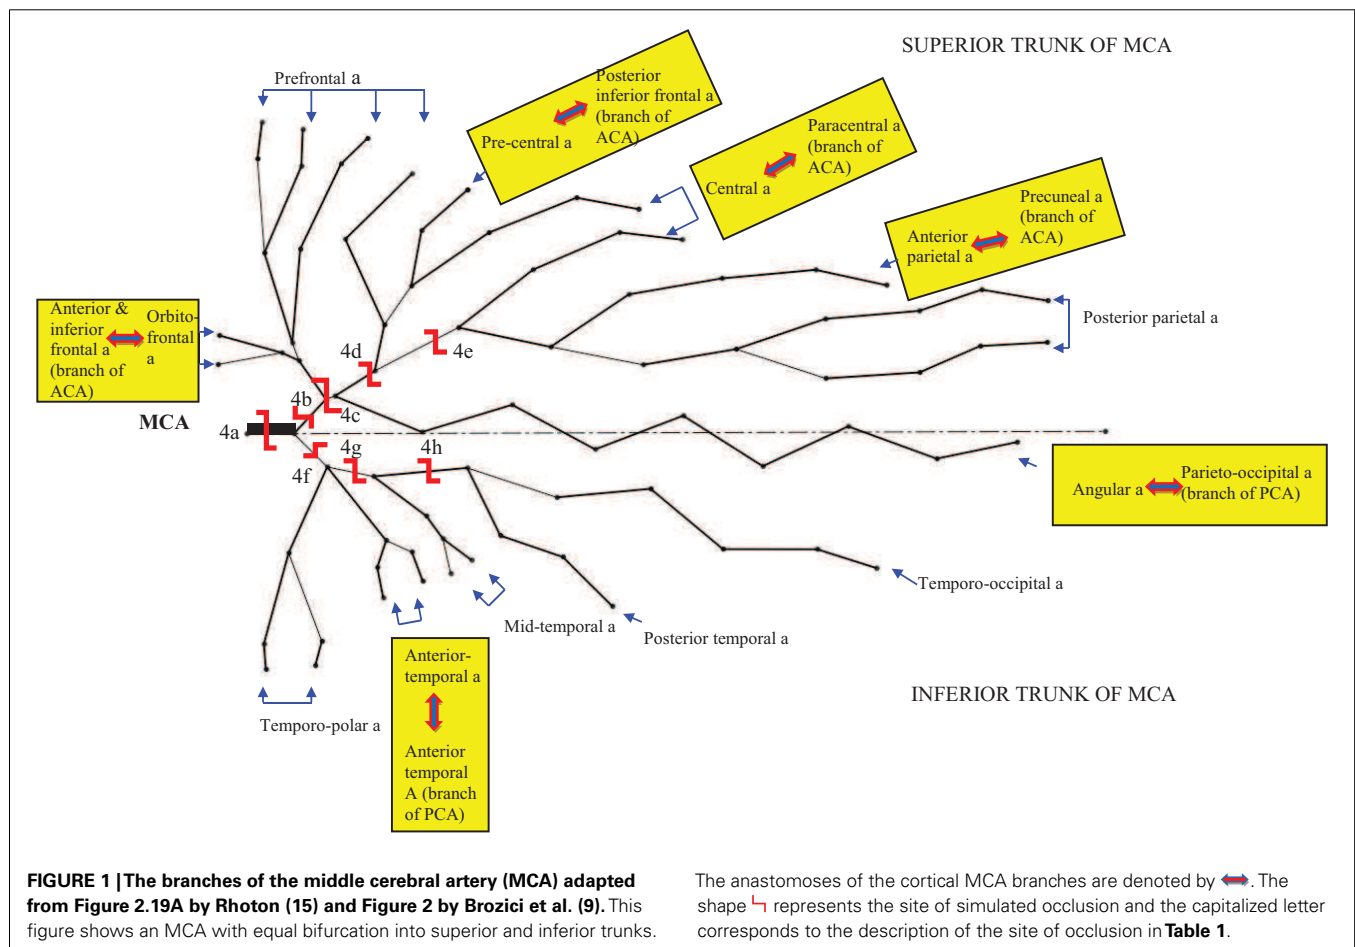 SUPERIOR TRUNK OF MCA
Prefrontal a
Pre-central a
Posterior
inferior frontal a
(branch of
ACA)
Central a
Paracentral a
(branch of
ACA)
Anterior
parietal a
Precuneal a
(branch of
ACA)
Posterior parietal a
Anterior &
inferior
frontal a
(branch of
ACA)
Orbito-
frontal
a
MCA
4a
4b
4c
4d
4e
4f
4g
4h
Angular a
Parieto-occipital a
(branch of PCA)
Temporo-occipital a
Mid-temporal a
Posterior temporal a
Anterior-
temporal a
Anterior
temporal
A (branch
of PCA)
Temporo-polar a
INFERIOR TRUNK OF MCA
FIGURE 1 | The branches of the middle cerebral artery (MCA) adapted
from Figure 2.19A by Rhoton (15) and Figure 2 by Brozici et al. (9). This
figure shows an MCA with equal bifurcation into superior and inferior trunks.
The anastomoses of the cortical MCA branches are denoted by . The
shape represents the site of simulated occlusion and the capitalized letter
corresponds to the description of the site of occlusion in Table 1.